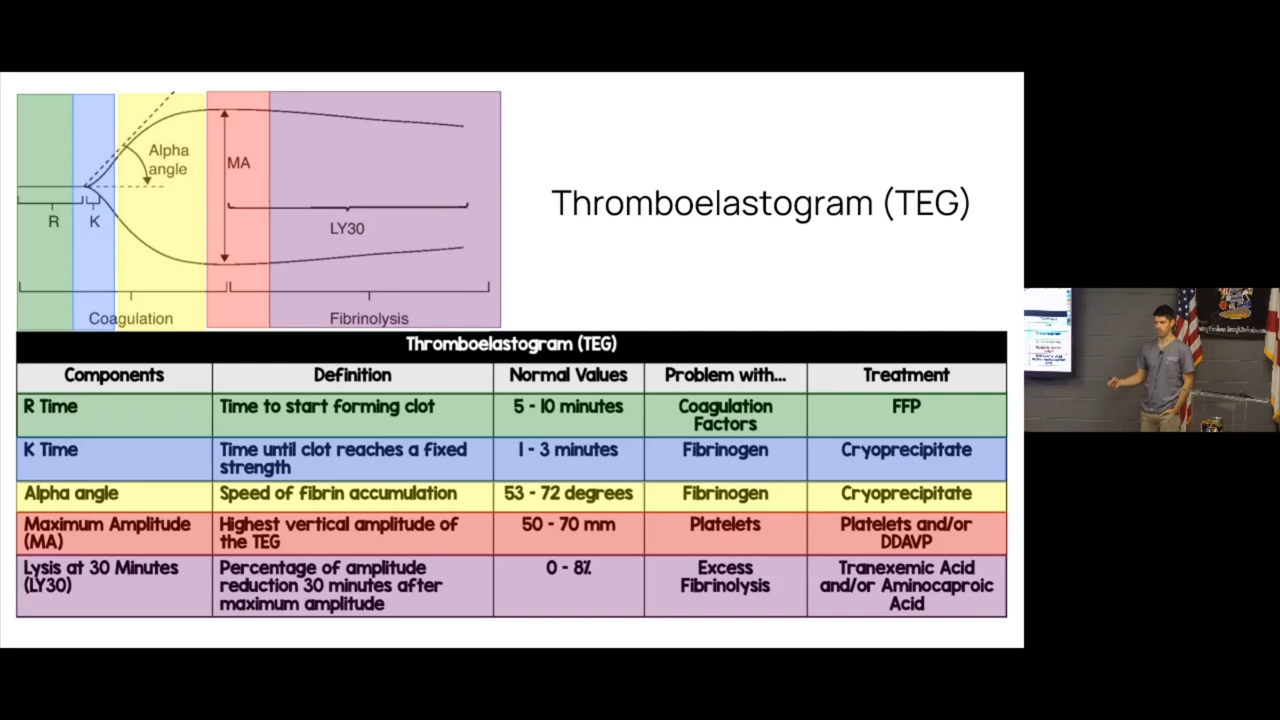 Alpha
angle
MA
R
K
LY30
Coagulation
Fibrinolysis
Thromboelastogram (TEG)
Thromboelastogram (TEG)
Components Definition Normal Values Problem with... Treatment
R Time Time to start forming clot 5 - 10 minutes Coagulation FFP
Factors
K Time Time until clot reaches a fixed 1 - 3 minutes Fibrinogen Cryoprecipitate
strength
Alpha angle Speed of fibrin accumulation 53 - 72 degrees Fibrinogen Cryoprecipitate
Maximum Amplitude Highest vertical amplitude of 50 - 70 mm Platelets Platelets and/or
(MA) the TEG DDAVP
Lysis at 30 Minutes Percentage of amplitude 0 - 8% Excess Tranexemic Acid
(LY30) reduction 30 minutes after Fibrinolysis and/or Aminocaproic
maximum amplitude Acid